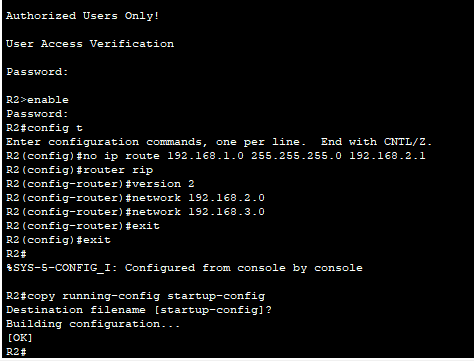 Authorized Users Only!
User Access Verification
Password:
R2>enable
Password:
R2#config t
Enter configuration commands, one per line.  End with CNTL/Z.
R2(config)#no ip route 192.168.1.0 255.255.255.0 192.168.2.1
R2(config)#router rip
R2(config-router)#version 2
R2(config-router)#network 192.168.2.0
R2(config-router)#network 192.168.3.0
R2(config-router)#exit
R2(config)#exit
R2#
%SYS-5-CONFIG_I: Configured from console by console
R2#copy running-config startup-config
Destination filename [startup-config]?
Building configuration...
[OK]
R2#